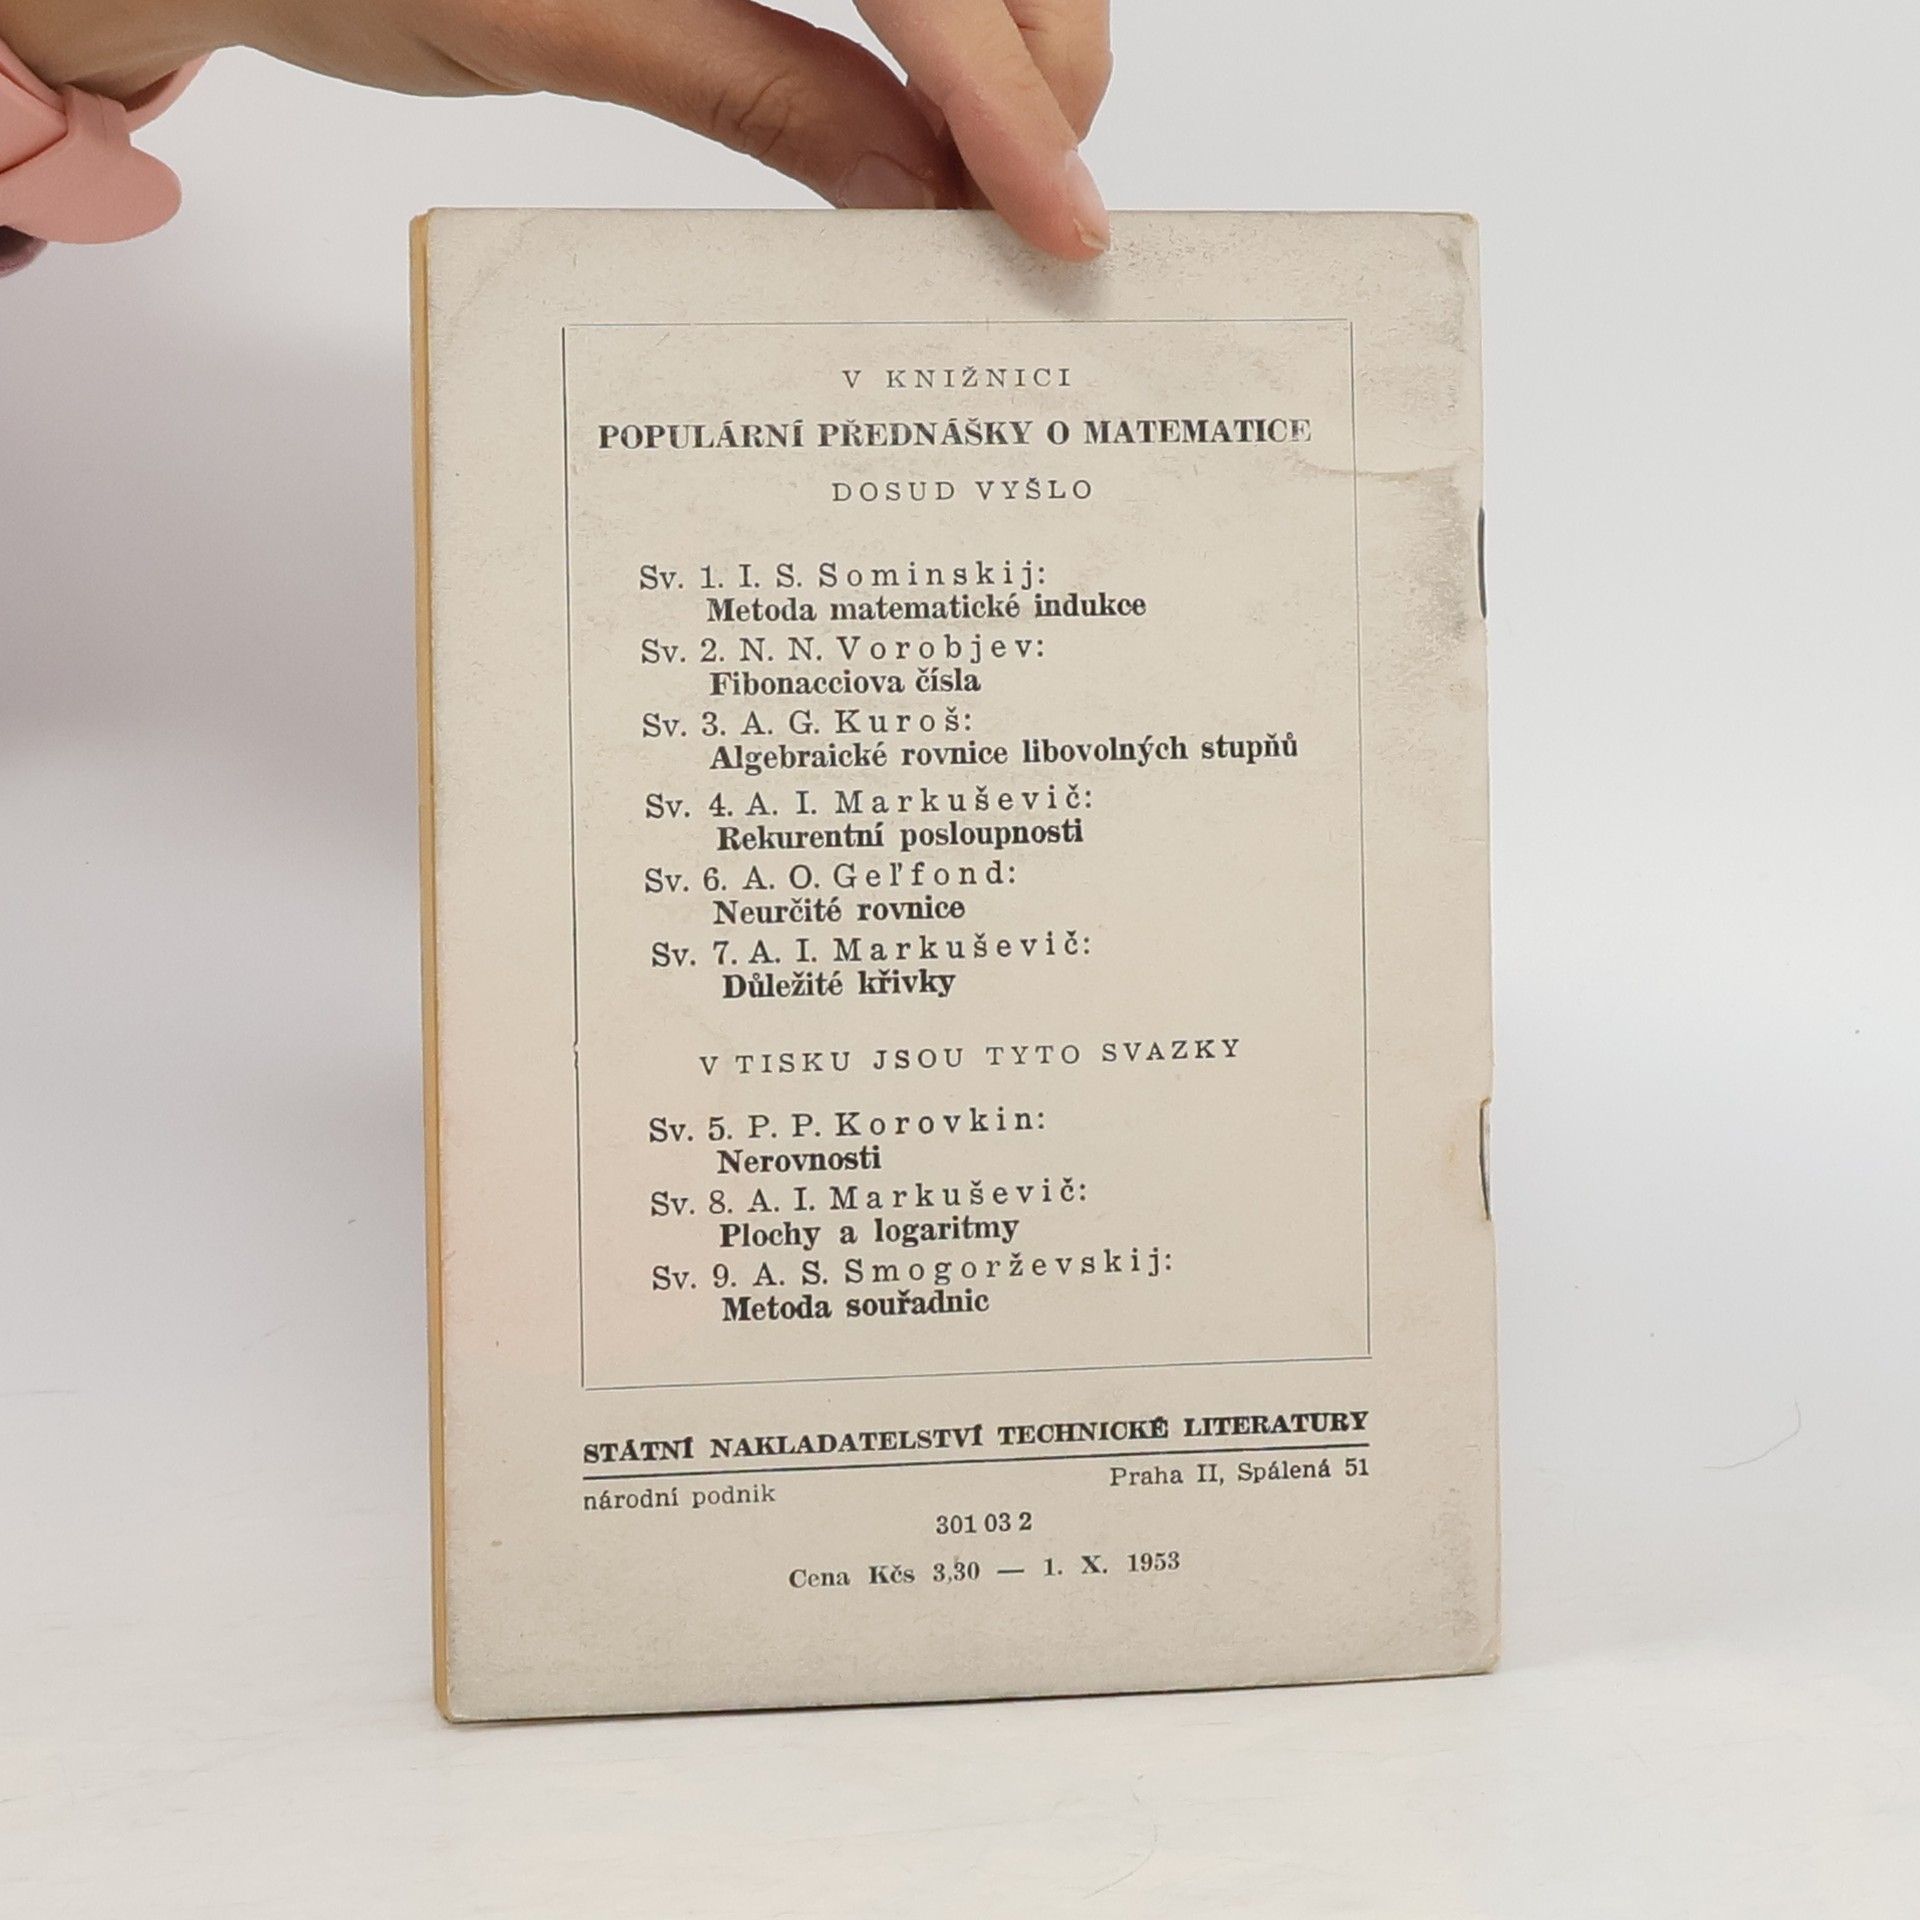 V KNIŽNICI
POPULÁRNÍ PŘEDNÁŠKY O MATEMATICE
DOSUD VYŠLO
Sv. 1. I. S. Sominskij:
Metoda matematické indukce
Sv. 2. N. N. Vorobjev:
Fibonacciova čísla
Sv. 3. A. G. Kuroš:
Algebraické rovnice libovolných stupňů
Sv. 4. A. I. Markuševič:
Rekurentní posloupnosti
Sv. 6. A. O. Geľfond:
Neurčité rovnice
Sv. 7. A. I. Markuševič:
Důležité křivky
V TISKU JSOU TYTO SVAZKY
Sv. 5. P. P. Korovkin:
Nerovnosti
Sv. 8. A. I. Markuševič:
Plochy a logaritmy
Sv. 9. A. S. Smogorževskij:
Metoda souřadnic
STÁTNÍ NAKLADATELSTVÍ TECHNICKÉ LITERATURY
národní podnik Praha II, Spálená 51
301 03 2
Cena Kčs 3,30 — 1. X. 1953